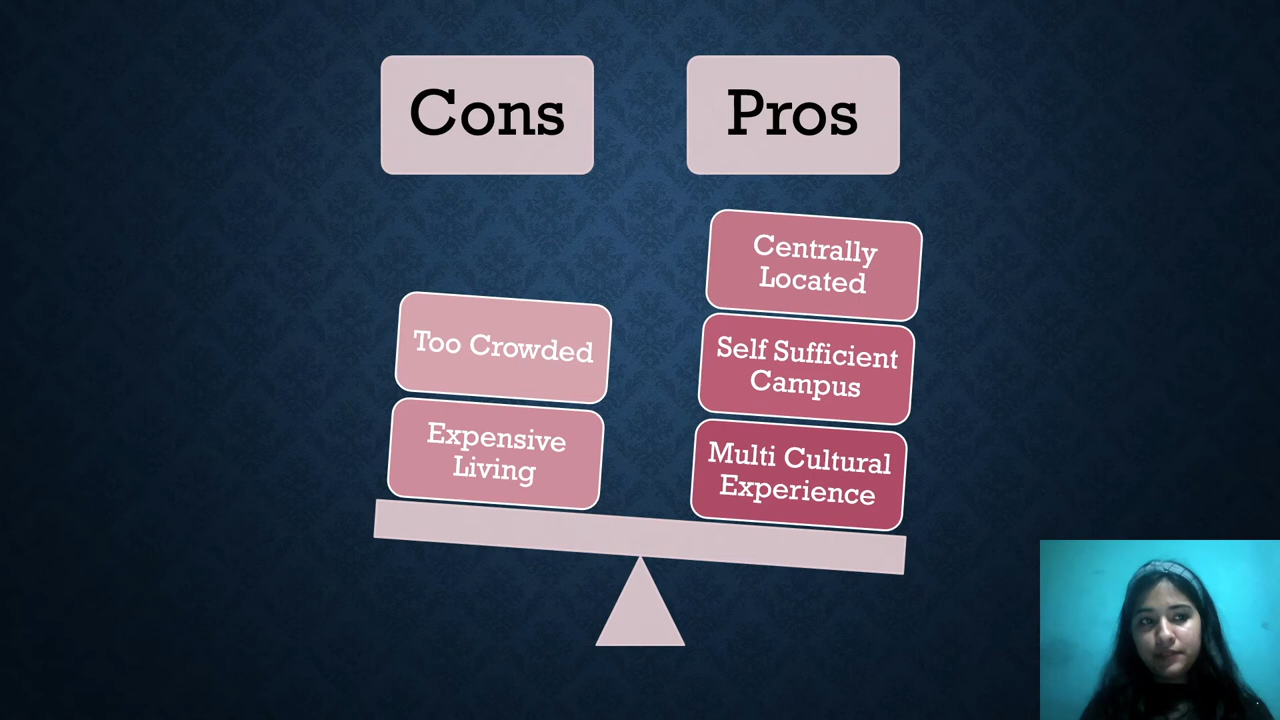 Cons
Pros
Too Crowded
Expensive
Living
Centrally
Located
Self Sufficient
Campus
Multi Cultural
Experience